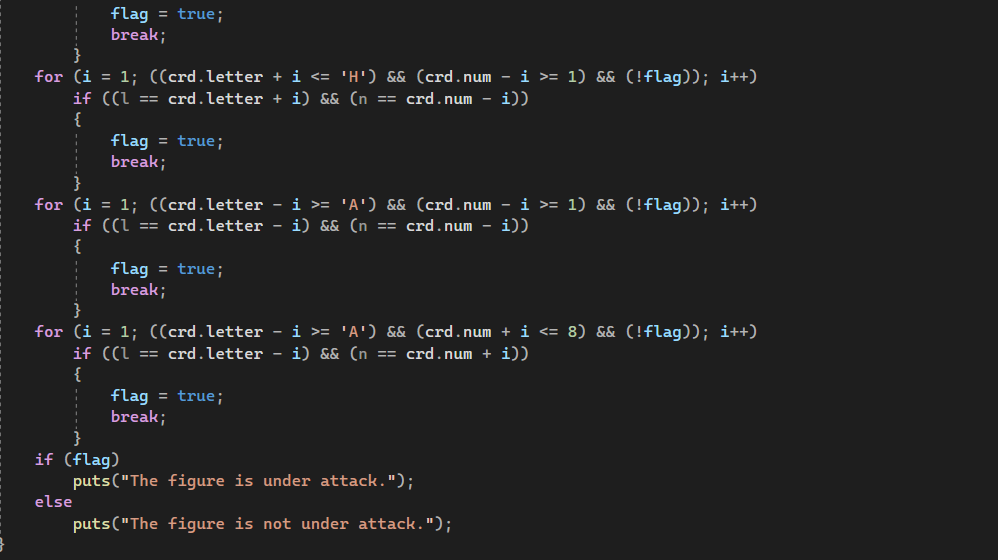 flag = true;
break;
}
for (i = 1; ((crd.letter + i <= 'H') && (crd.num - i >= 1) && (!flag)); i++)
if ((l == crd.letter + i) && (n == crd.num - i))
{
flag = true;
break;
}
for (i = 1; ((crd.letter - i >= 'A') && (crd.num - i >= 1) && (!flag)); i++)
if ((l == crd.letter - i) && (n == crd.num - i))
{
flag = true;
break;
}
for (i = 1; ((crd.letter - i >= 'A') && (crd.num + i <= 8) && (!flag)); i++)
if ((l == crd.letter - i) && (n == crd.num + i))
{
flag = true;
break;
}
if (flag)
puts("The figure is under attack.");
else
puts("The figure is not under attack.");
}